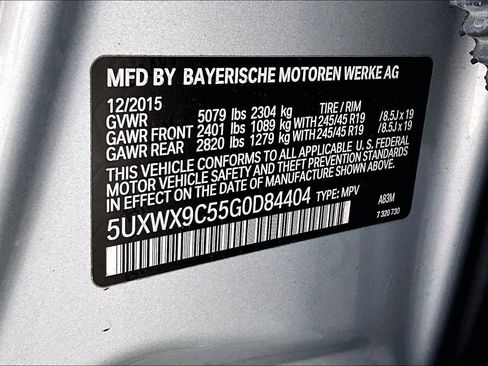 MFD BY BAYERISCHE MOTOREN WERKE AG
12/2015 TIRE / RIM
GVWR 5079 lbs 2304 kg
GAWR FRONT 2401 lbs 1089 kg WITH 245/45 R19 / 8.5J x 19
GAWR REAR 2820 lbs 1279 kg WITH 245/45 R19 / 8.5J x 19
THIS VEHICLE CONFORMS TO ALL APPLICABLE U. S. FEDERAL
MOTOR VEHICLE SAFETY AND THEFT PREVENTION STANDARDS
IN EFFECT ON THE DATE OF MANUFACTURE SHOWN ABOVE.
5UXWX9C55G0D84404 TYPE: MPV A83M
7 320 730